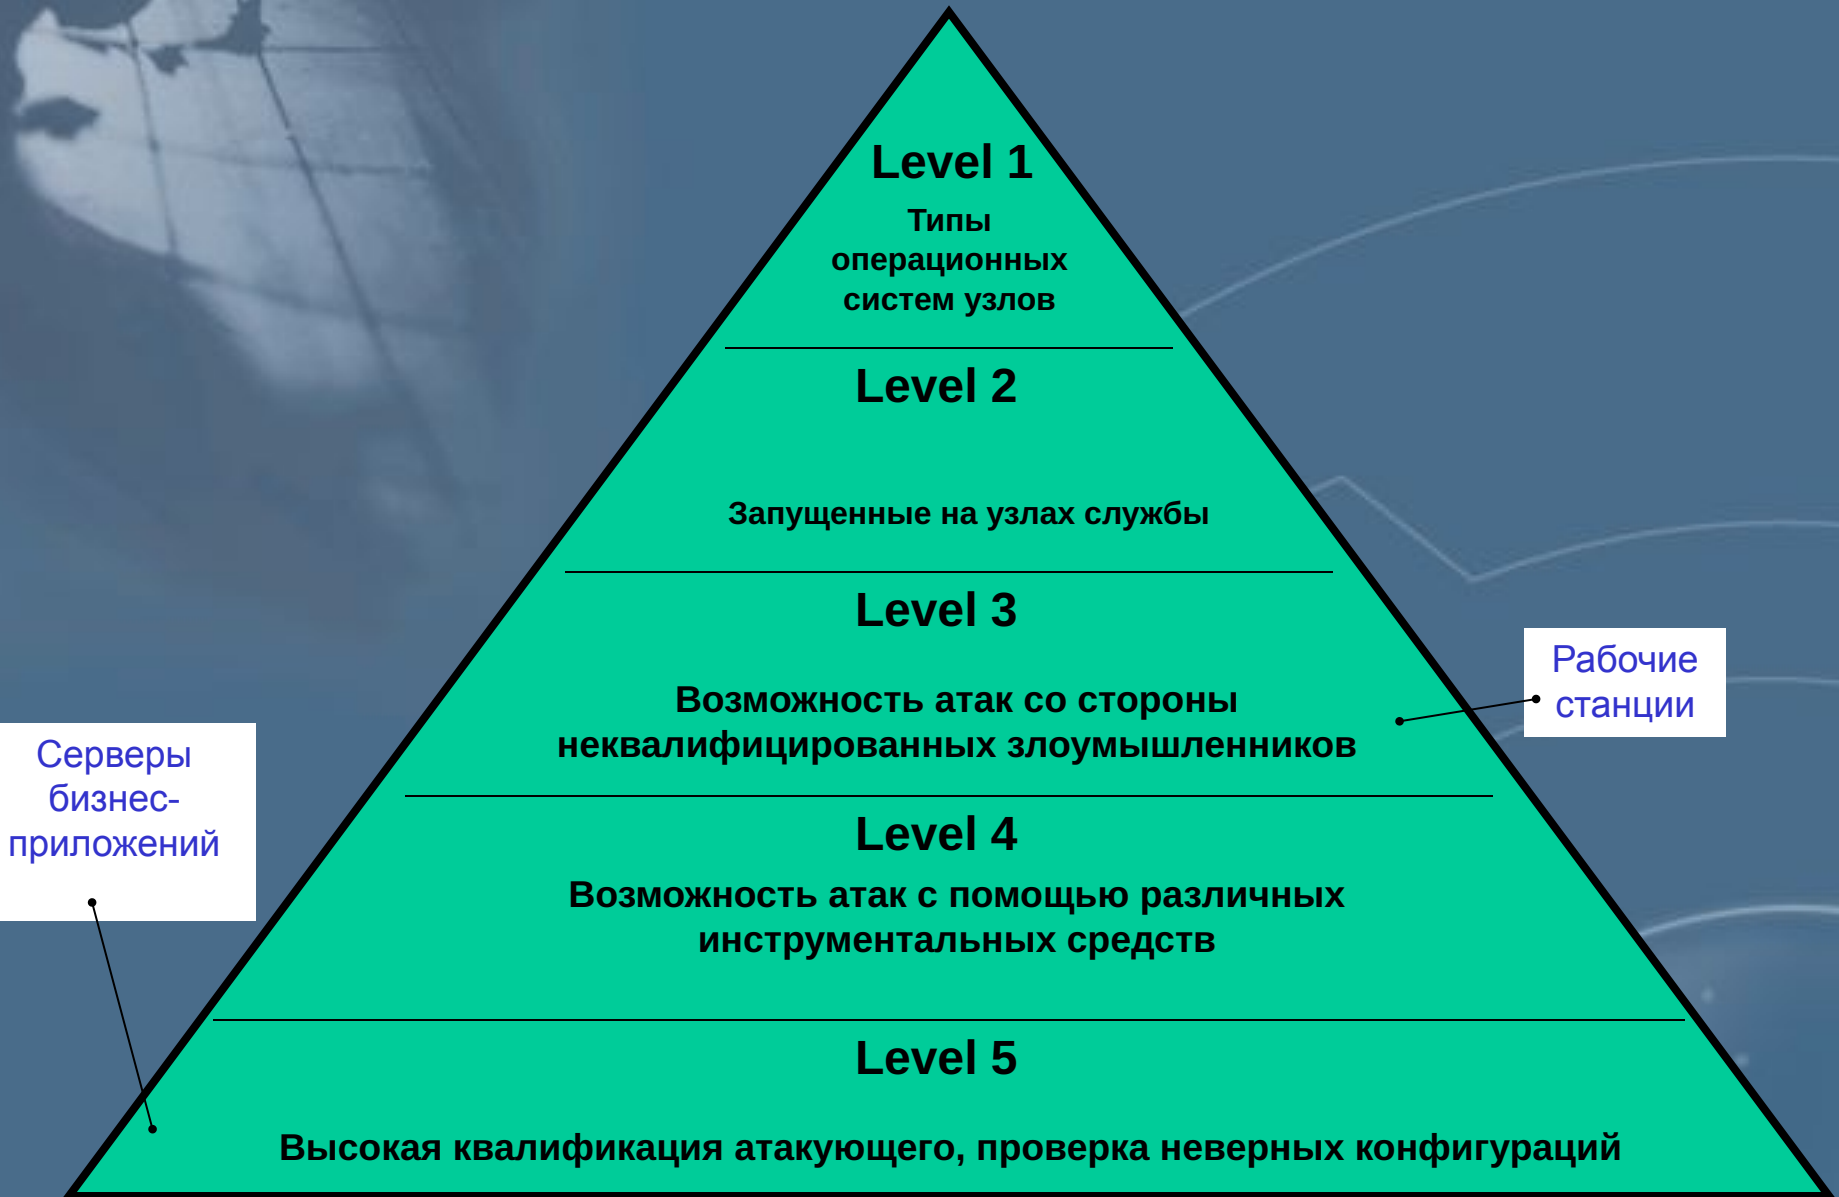 Level 1
Типы
операционных
систем узлов
Level 2
Запущенные на узлах службы
Level 3
Возможность атак со стороны
неквалифицированных злоумышленников
Рабочие
станции
Серверы
бизнес-
приложений
Level 4
Возможность атак с помощью различных
инструментальных средств
Level 5
Высокая квалификация атакующего, проверка неверных конфигураций